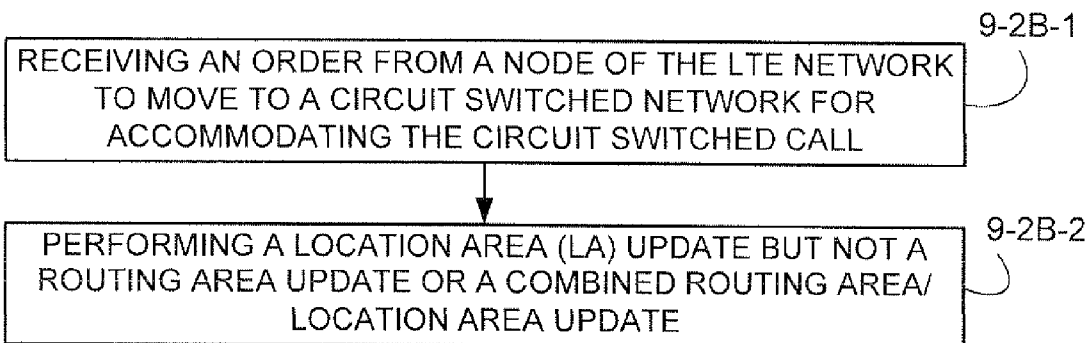 9-2B-1
RECEIVING AN ORDER FROM A NODE OF THE LTE NETWORK
TO MOVE TO A CIRCUIT SWITCHED NETWORK FOR
ACCOMMODATING THE CIRCUIT SWITCHED CALL
9-2B-2
PERFORMING A LOCATION AREA (LA) UPDATE BUT NOT A
ROUTING AREA UPDATE OR A COMBINED ROUTING AREA/
LOCATION AREA UPDATE